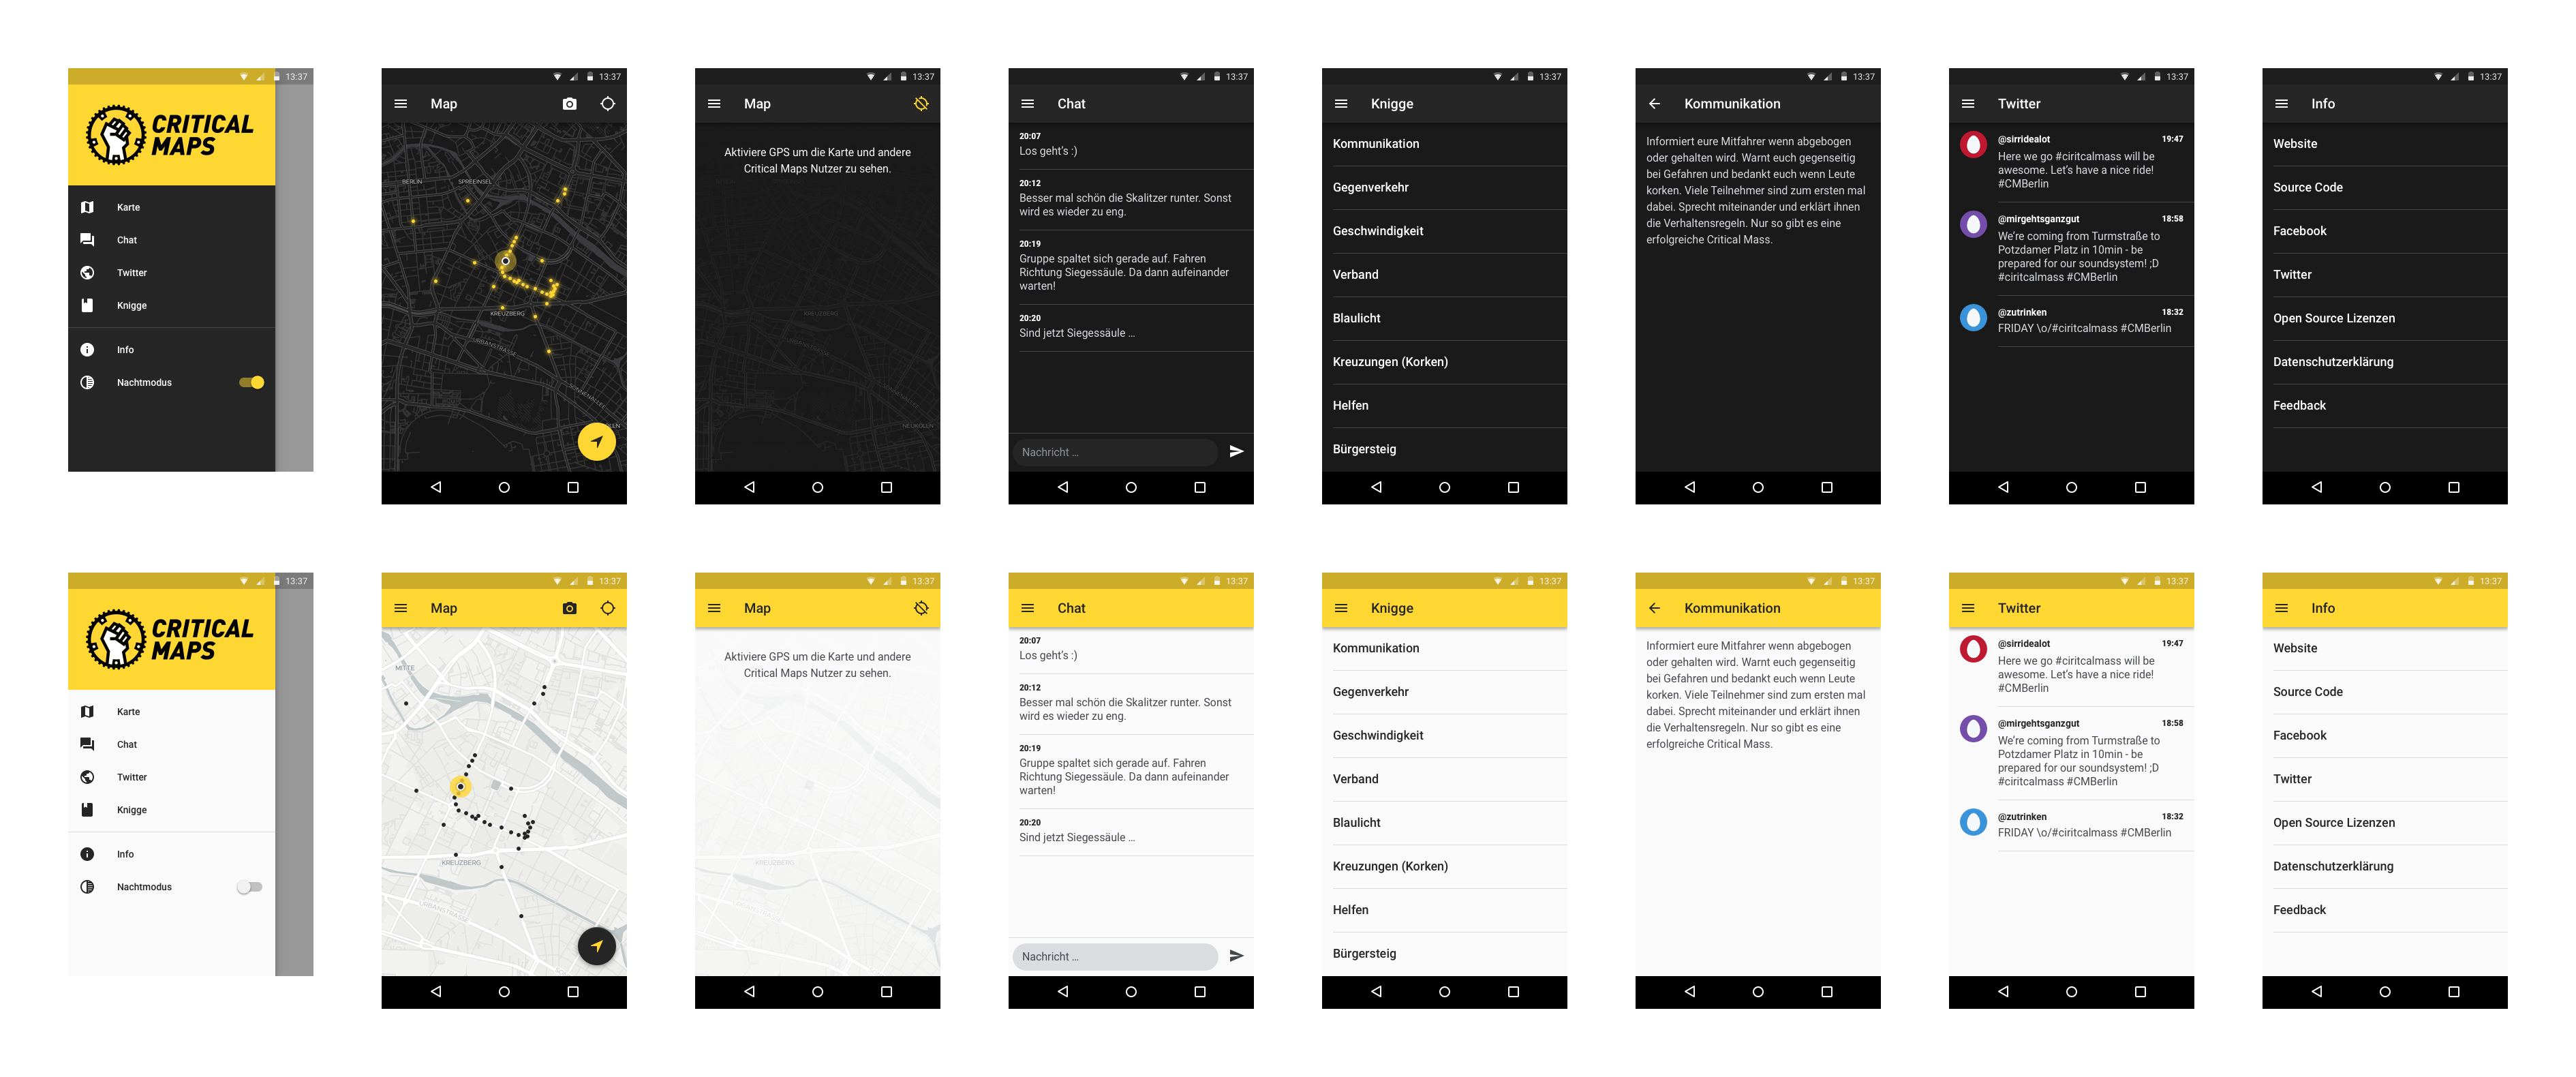 13:37
CRITICAL
MAPS
Karte
Chat
Twitter
Knigge
Info
Nachtmodus
13:37
Map
BERLIN
SPREEINSEL
KREUZBERG
URBANSTRASSE
SONNENALLEE
13:37
Map
Aktiviere GPS um die Karte und andere
Critical Maps Nutzer zu sehen.
KREUZBERG
NEUKÖLLN
13:37
Chat
20:07
Los geht's :)
20:12
Besser mal schön die Skalitzer runter. Sonst
wird es wieder zu eng.
20:19
Gruppe spaltet sich gerade auf. Fahren
Richtung Siegessäule. Da dann aufeinander
warten!
20:20
Sind jetzt Siegessäule ...
Nachricht ...
13:37
Knigge
Kommunikation
Gegenverkehr
Geschwindigkeit
Verband
Blaulicht
Kreuzungen (Korken)
Helfen
Bürgersteig
13:37
Kommunikation
Informiert eure Mitfahrer wenn abgebogen
oder gehalten wird. Warnt euch gegenseitig
bei Gefahren und bedankt euch wenn Leute
korken. Viele Teilnehmer sind zum ersten mal
dabei. Sprecht miteinander und erklärt ihnen
die Verhaltensregeln. Nur so gibt es eine
erfolgreiche Critical Mass.
13:37
Twitter
@sirridealot 19:47
Here we go #ciritcalmass will be
awesome. Let's have a nice ride!
#CMBerlin
@mirgehtsganzgut 18:58
We're coming from Turmstraße to
Potzdamer Platz in 10min - be
prepared for our soundsystem! ;D
#ciritcalmass #CMBerlin
@zutrinken 18:32
FRIDAY \o/#ciritcalmass #CMBerlin
13:37
Info
Website
Source Code
Facebook
Twitter
Open Source Lizenzen
Datenschutzerklärung
Feedback
13:37
CRITICAL
MAPS
Karte
Chat
Twitter
Knigge
Info
Nachtmodus
13:37
Map
MITTE
KREUZBERG
URBANSTRASSE
13:37
Map
Aktiviere GPS um die Karte und andere
Critical Maps Nutzer zu sehen.
KREUZBERG
13:37
Chat
20:07
Los geht's :)
20:12
Besser mal schön die Skalitzer runter. Sonst
wird es wieder zu eng.
20:19
Gruppe spaltet sich gerade auf. Fahren
Richtung Siegessäule. Da dann aufeinander
warten!
20:20
Sind jetzt Siegessäule ...
Nachricht ...
13:37
Knigge
Kommunikation
Gegenverkehr
Geschwindigkeit
Verband
Blaulicht
Kreuzungen (Korken)
Helfen
Bürgersteig
13:37
Kommunikation
Informiert eure Mitfahrer wenn abgebogen
oder gehalten wird. Warnt euch gegenseitig
bei Gefahren und bedankt euch wenn Leute
korken. Viele Teilnehmer sind zum ersten mal
dabei. Sprecht miteinander und erklärt ihnen
die Verhaltensregeln. Nur so gibt es eine
erfolgreiche Critical Mass.
13:37
Twitter
@sirridealot 19:47
Here we go #ciritcalmass will be
awesome. Let's have a nice ride!
#CMBerlin
@mirgehtsganzgut 18:58
We're coming from Turmstraße to
Potzdamer Platz in 10min - be
prepared for our soundsystem! ;D
#ciritcalmass #CMBerlin
@zutrinken 18:32
FRIDAY \o/#ciritcalmass #CMBerlin
13:37
Info
Website
Source Code
Facebook
Twitter
Open Source Lizenzen
Datenschutzerklärung
Feedback